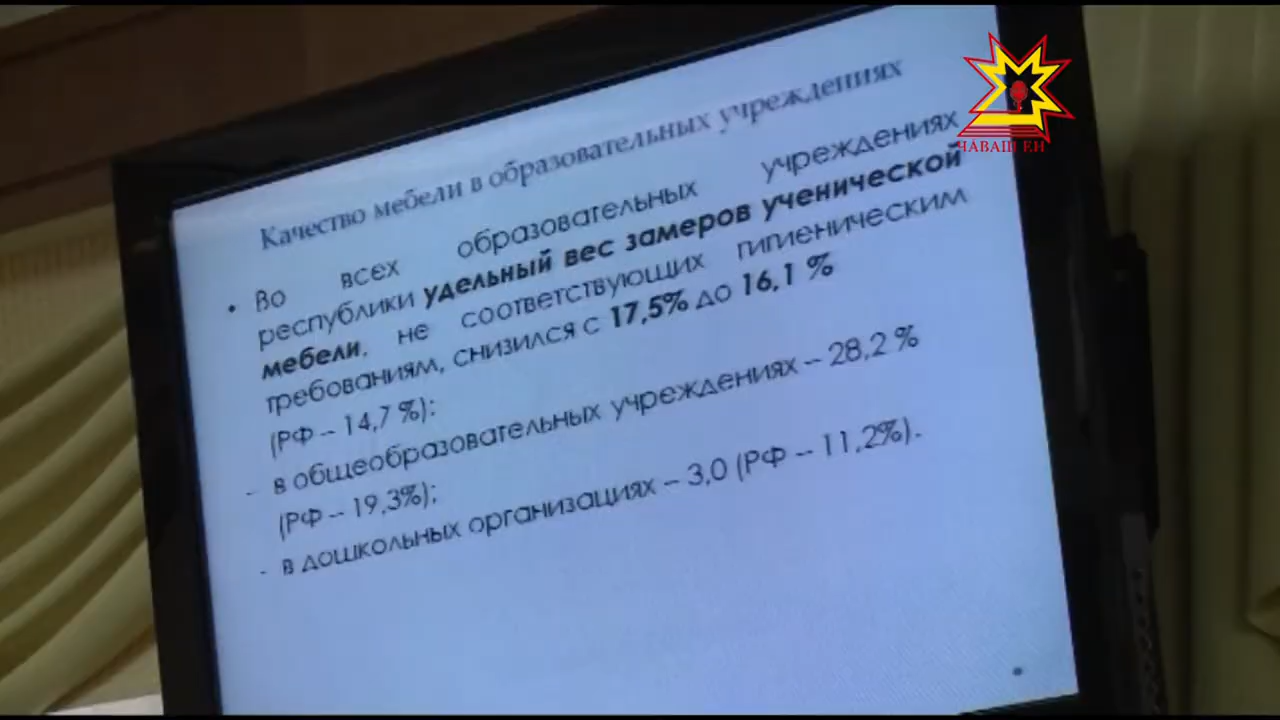 Качество мебели в образовательных учреждениях
• Во всех образовательных учреждениях
республики удельный вес замеров ученической
мебели, не соответствующих гигиеническим
требованиям, снизился с 17,5% до 16,1 %
(РФ – 14,7 %);
- в общеобразовательных учреждениях – 28,2 %
(РФ – 19,3%);
- в дошкольных организациях – 3,0 (РФ – 11,2%).
ЧĂВАШ ЕН